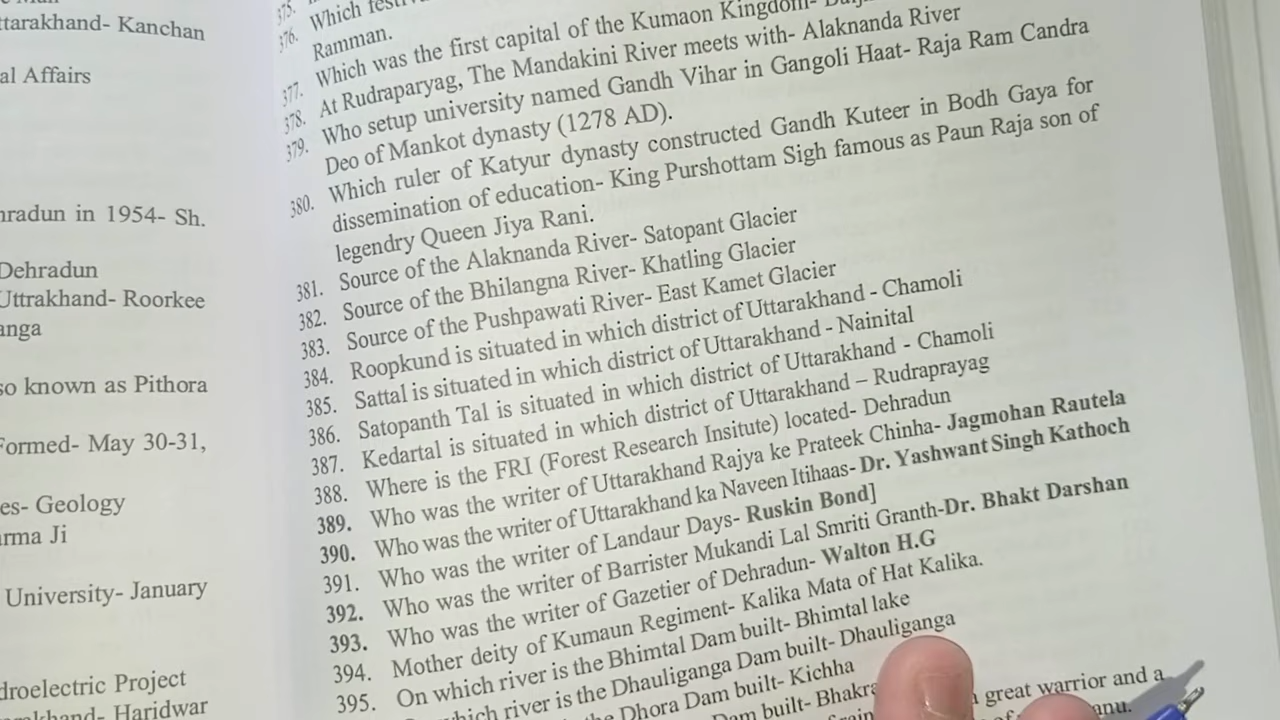 ttarakhand- Kanchan
al Affairs
nradun in 1954- Sh.
Dehradun
Uttrakhand- Roorkee
anga
so known as Pithora
Formed- May 30-31,
es- Geology
arma Ji
University- January
droelectric Project
rakhand- Haridwar
375.
376. Which festi
Ramman.
377. Which was the first capital of the Kumaon Kingdom-
378. At Rudraparyag, The Mandakini River meets with- Alaknanda River
379. Who setup university named Gandh Vihar in Gangoli Haat- Raja Ram Candra
Deo of Mankot dynasty (1278 AD).
380. Which ruler of Katyur dynasty constructed Gandh Kuteer in Bodh Gaya for
dissemination of education- King Purshottam Sigh famous as Paun Raja son of
legendry Queen Jiya Rani.
381. Source of the Alaknanda River- Satopant Glacier
382. Source of the Bhilangna River- Khatling Glacier
383. Source of the Pushpawati River- East Kamet Glacier
384. Roopkund is situated in which district of Uttarakhand - Chamoli
385. Sattal is situated in which district of Uttarakhand - Nainital
386. Satopanth Tal is situated in which district of Uttarakhand - Chamoli
387. Kedartal is situated in which district of Uttarakhand – Rudraprayag
388. Where is the FRI (Forest Research Insitute) located- Dehradun
389. Who was the writer of Uttarakhand Rajya ke Prateek Chinha- Jagmohan Rautela
390. Who was the writer of Uttarakhand ka Naveen Itihaas- Dr. Yashwant Singh Kathoch
391. Who was the writer of Landaur Days- Ruskin Bond]
392. Who was the writer of Barrister Mukandi Lal Smriti Granth-Dr. Bhakt Darshan
393. Who was the writer of Gazetier of Dehradun- Walton H.G
394. Mother deity of Kumaun Regiment- Kalika Mata of Hat Kalika.
395. On which river is the Bhimtal Dam built- Bhimtal lake
which river is the Dhauliganga Dam built- Dhauliganga
the Dhora Dam built- Kichha
Dam built- Bhakra
a great warrior and a